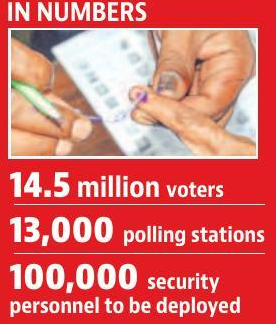 IN NUMBERS
14.5 million voters
13,000 polling stations
100,000 security
personnel to be deployed